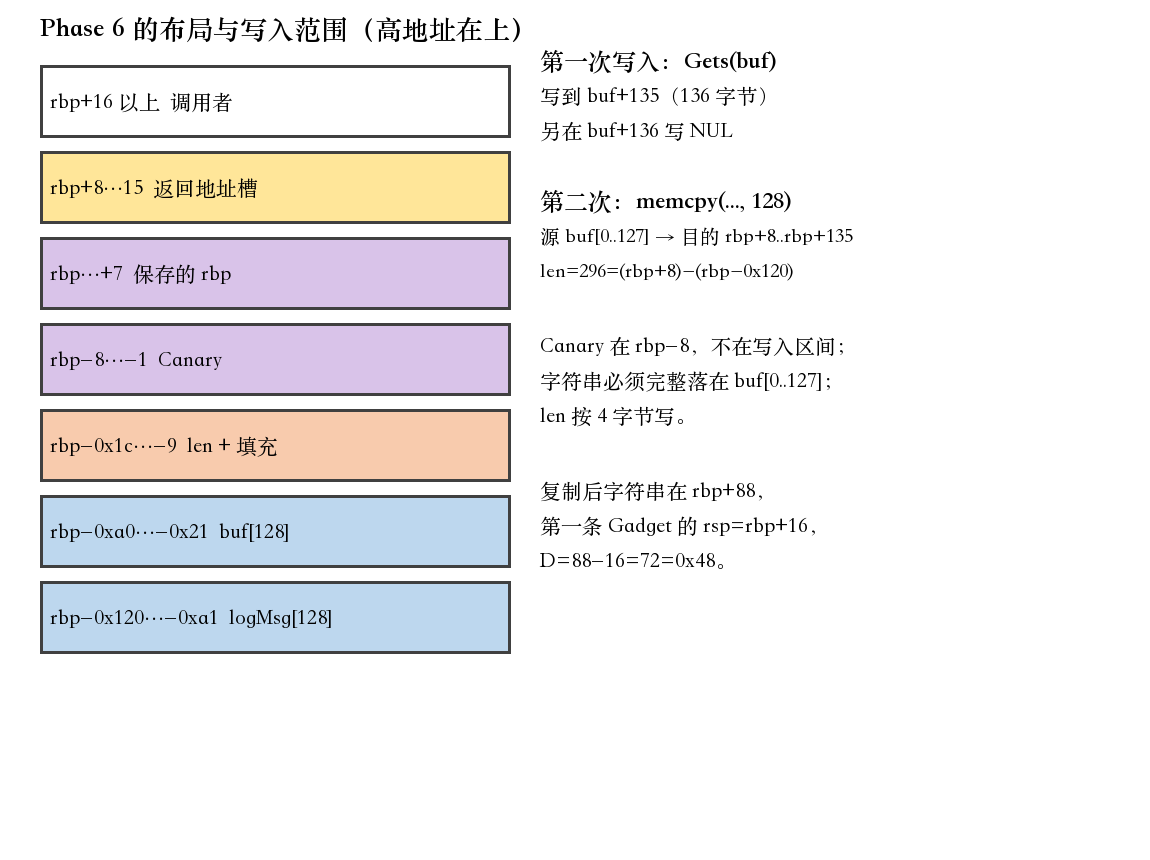 Phase 6 的布局与写入范围（高地址在上）
rbp+16 以上  调用者
rbp+8…15  返回地址槽
rbp…+7  保存的 rbp
rbp−8…−1  Canary
rbp−0x1c…−9  len + 填充
rbp−0xa0…−0x21  buf[128]
rbp−0x120…−0xa1  logMsg[128]
第一次写入：Gets(buf)
写到 buf+135（136 字节）
另在 buf+136 写 NUL
第二次：memcpy(..., 128)
源 buf[0..127] → 目的 rbp+8..rbp+135
len=296=(rbp+8)−(rbp−0x120)
Canary 在 rbp−8，不在写入区间；
字符串必须完整落在 buf[0..127]；
len 按 4 字节写。
复制后字符串在 rbp+88，
第一条 Gadget 的 rsp=rbp+16，
D=88−16=72=0x48。